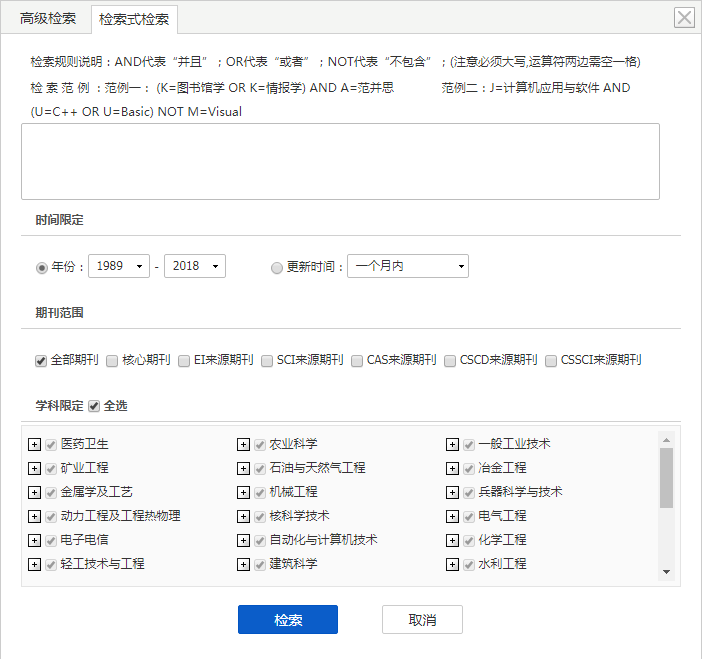 高级检索 检索式检索
检索规则说明：AND代表“并且”；OR代表“或者”；NOT代表“不包含”；(注意必须大写,运算符两边需空一格)
检 索 范 例 ：范例一： (K=图书馆学 OR K=情报学) AND A=范并思 范例二：J=计算机应用与软件 AND
(U=C++ OR U=Basic) NOT M=Visual
时间限定
年份： 1989 - 2018 更新时间： 一个月内
期刊范围
全部期刊 核心期刊 EI来源期刊 SCI来源期刊 CAS来源期刊 CSCD来源期刊 CSSCI来源期刊
学科限定 全选
医药卫生 农业科学 一般工业技术
矿业工程 石油与天然气工程 冶金工程
金属学及工艺 机械工程 兵器科学与技术
动力工程及工程热物理 核科学技术 电气工程
电子电信 自动化与计算机技术 化学工程
轻工技术与工程 建筑科学 水利工程
检索 取消